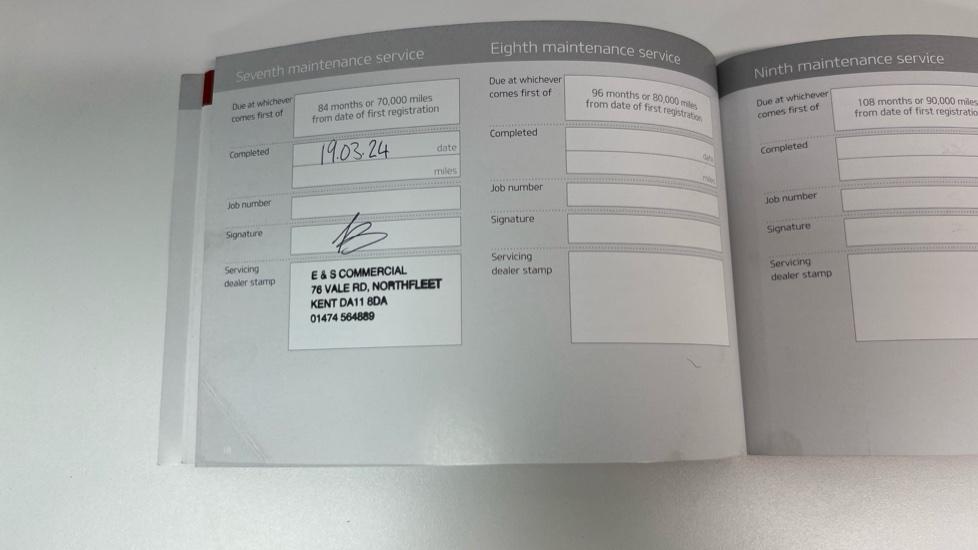 Seventh maintenance service
Due at whichever
comes first of
84 months or 70,000 miles
from date of first registration
Completed
19.03.24
date
miles
Job number
Signature
Servicing
dealer stamp
E & S COMMERCIAL
76 VALE RD, NORTHFLEET
KENT DA11 8DA
01474 564889
Eighth maintenance service
Due at whichever
comes first of
96 months or 80,000 miles
from date of first registration
Completed
date
miles
Job number
Signature
Servicing
dealer stamp
Ninth maintenance service
Due at whichever
comes first of
108 months or 90,000 miles
from date of first registratio
Completed
Job number
Signature
Servicing
dealer stamp